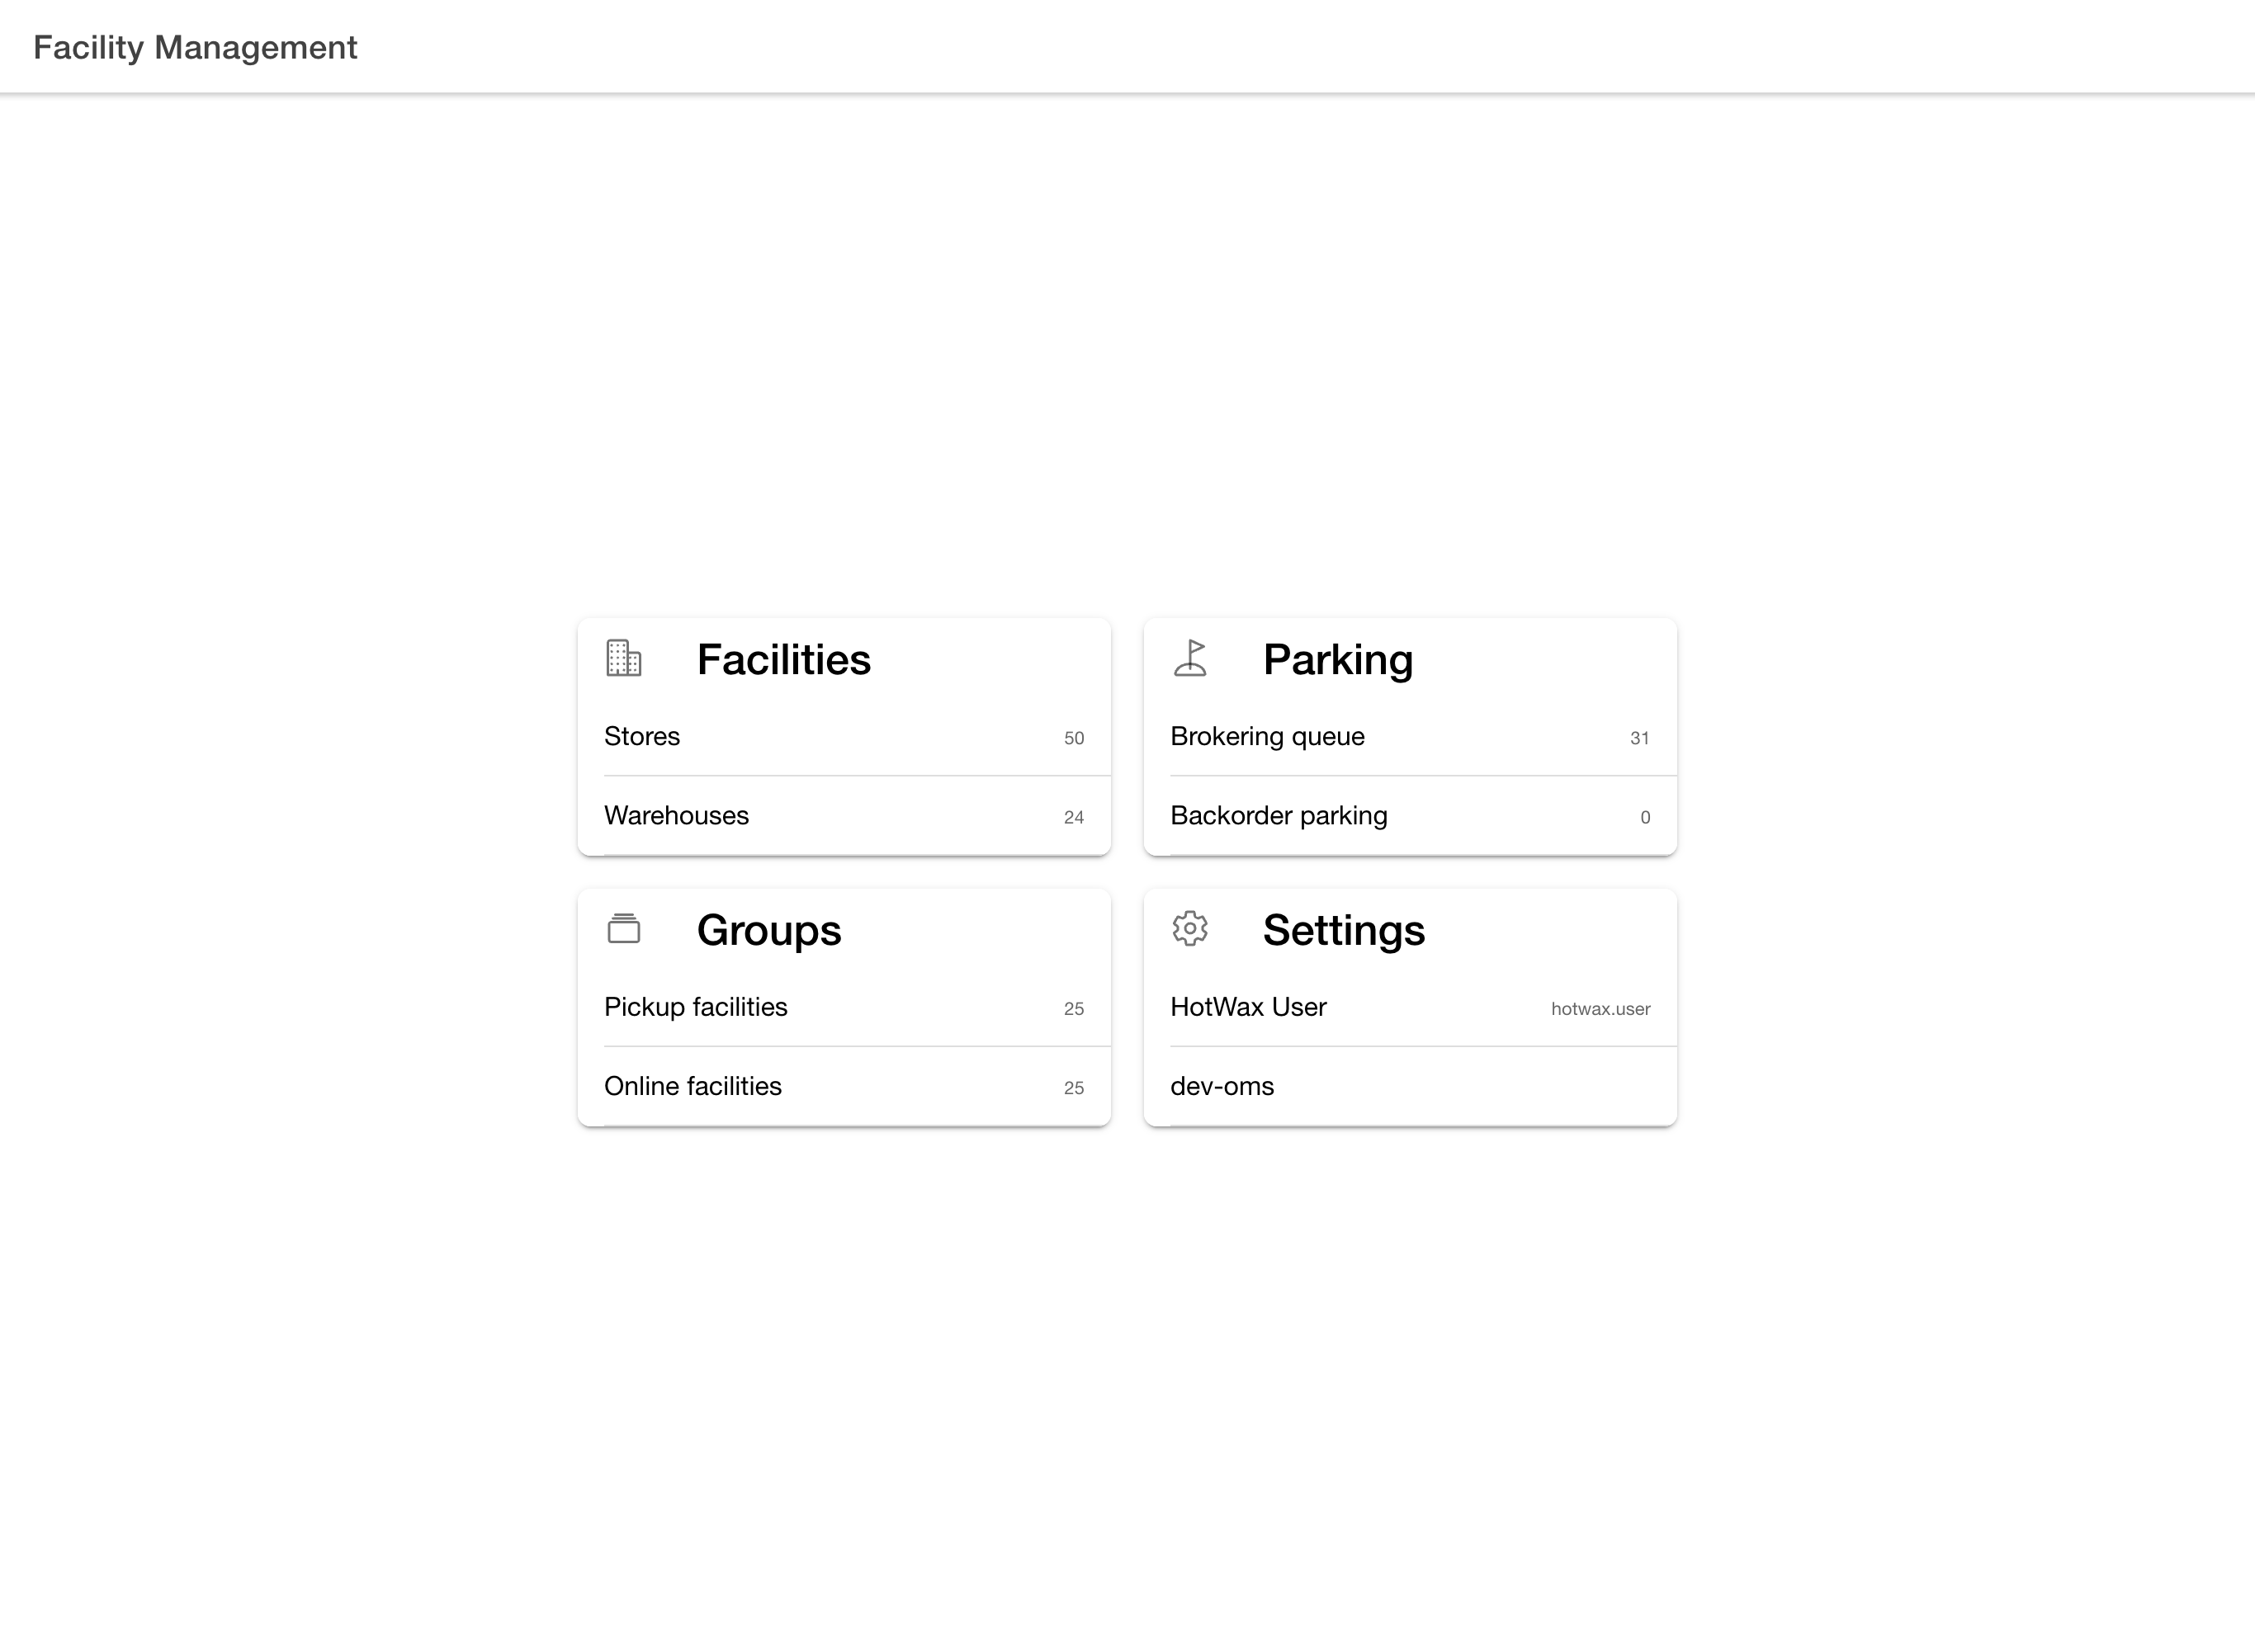 Facility Management
Facilities
Stores 50
Warehouses 24
Parking
Brokering queue 31
Backorder parking 0
Groups
Pickup facilities 25
Online facilities 25
Settings
HotWax User hotwax.user
dev-oms